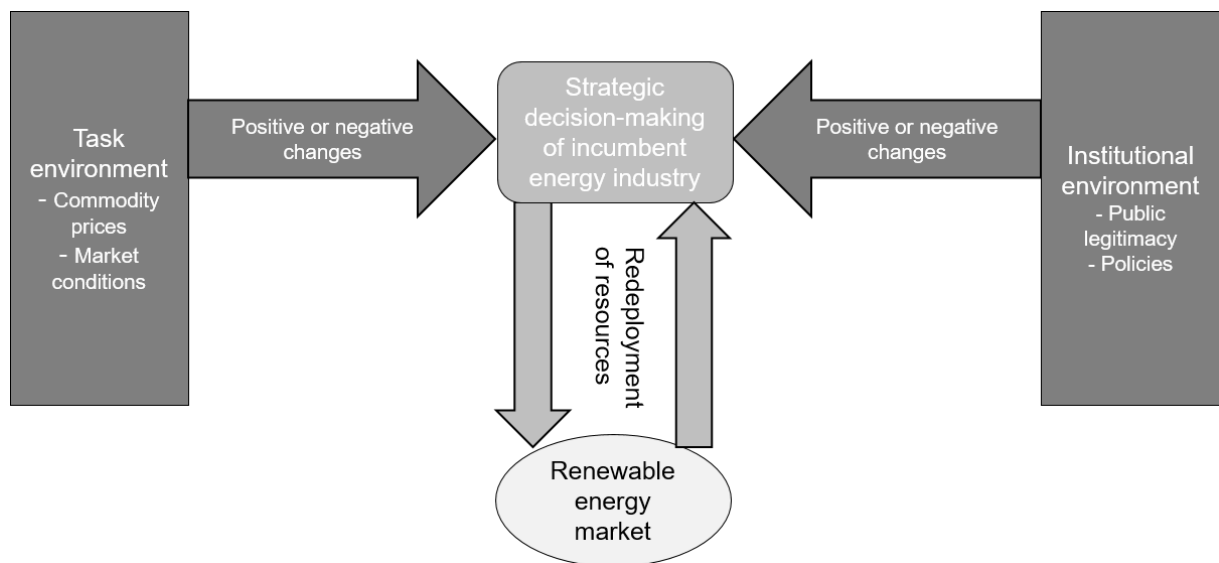 Task
environment
- Commodity
prices
- Market
conditions
Positive or negative
changes
Strategic
decision-making
of incumbent
energy industry
Positive or negative
changes
Institutional
environment
- Public
legitimacy
- Policies
Redeployment
of resources
Renewable
energy
market